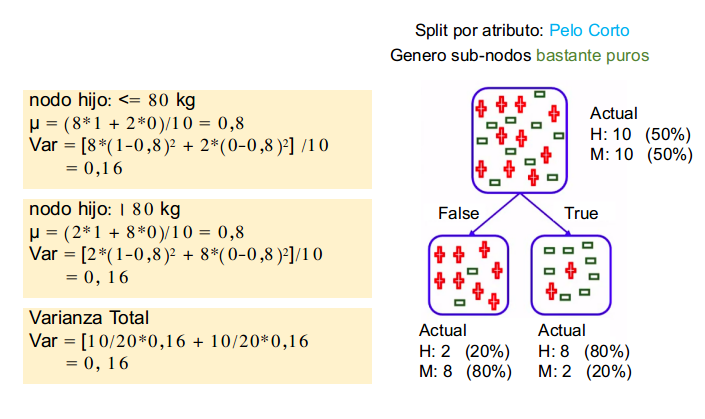 Split por atributo: Pelo Corto
Genero sub-nodos bastante puros
nodo hijo: <= 80 kg
μ = (8*1 + 2*0)/10 = 0,8
Var = [8*(1-0,8)² + 2*(0-0,8)²] /10
= 0,16
nodo hijo: ו 80 kg
μ = (2*1 + 8*0)/10 = 0,8
Var = [2*(1-0,8)² + 8*(0-0,8)²]/10
= 0, 16
Varianza Total
Var = [10/20*0,16 + 10/20*0,16
= 0, 16
Actual
H: 10 (50%)
M: 10 (50%)
False
True
Actual
H: 2 (20%)
M: 8 (80%)
Actual
H: 8 (80%)
M: 2 (20%)